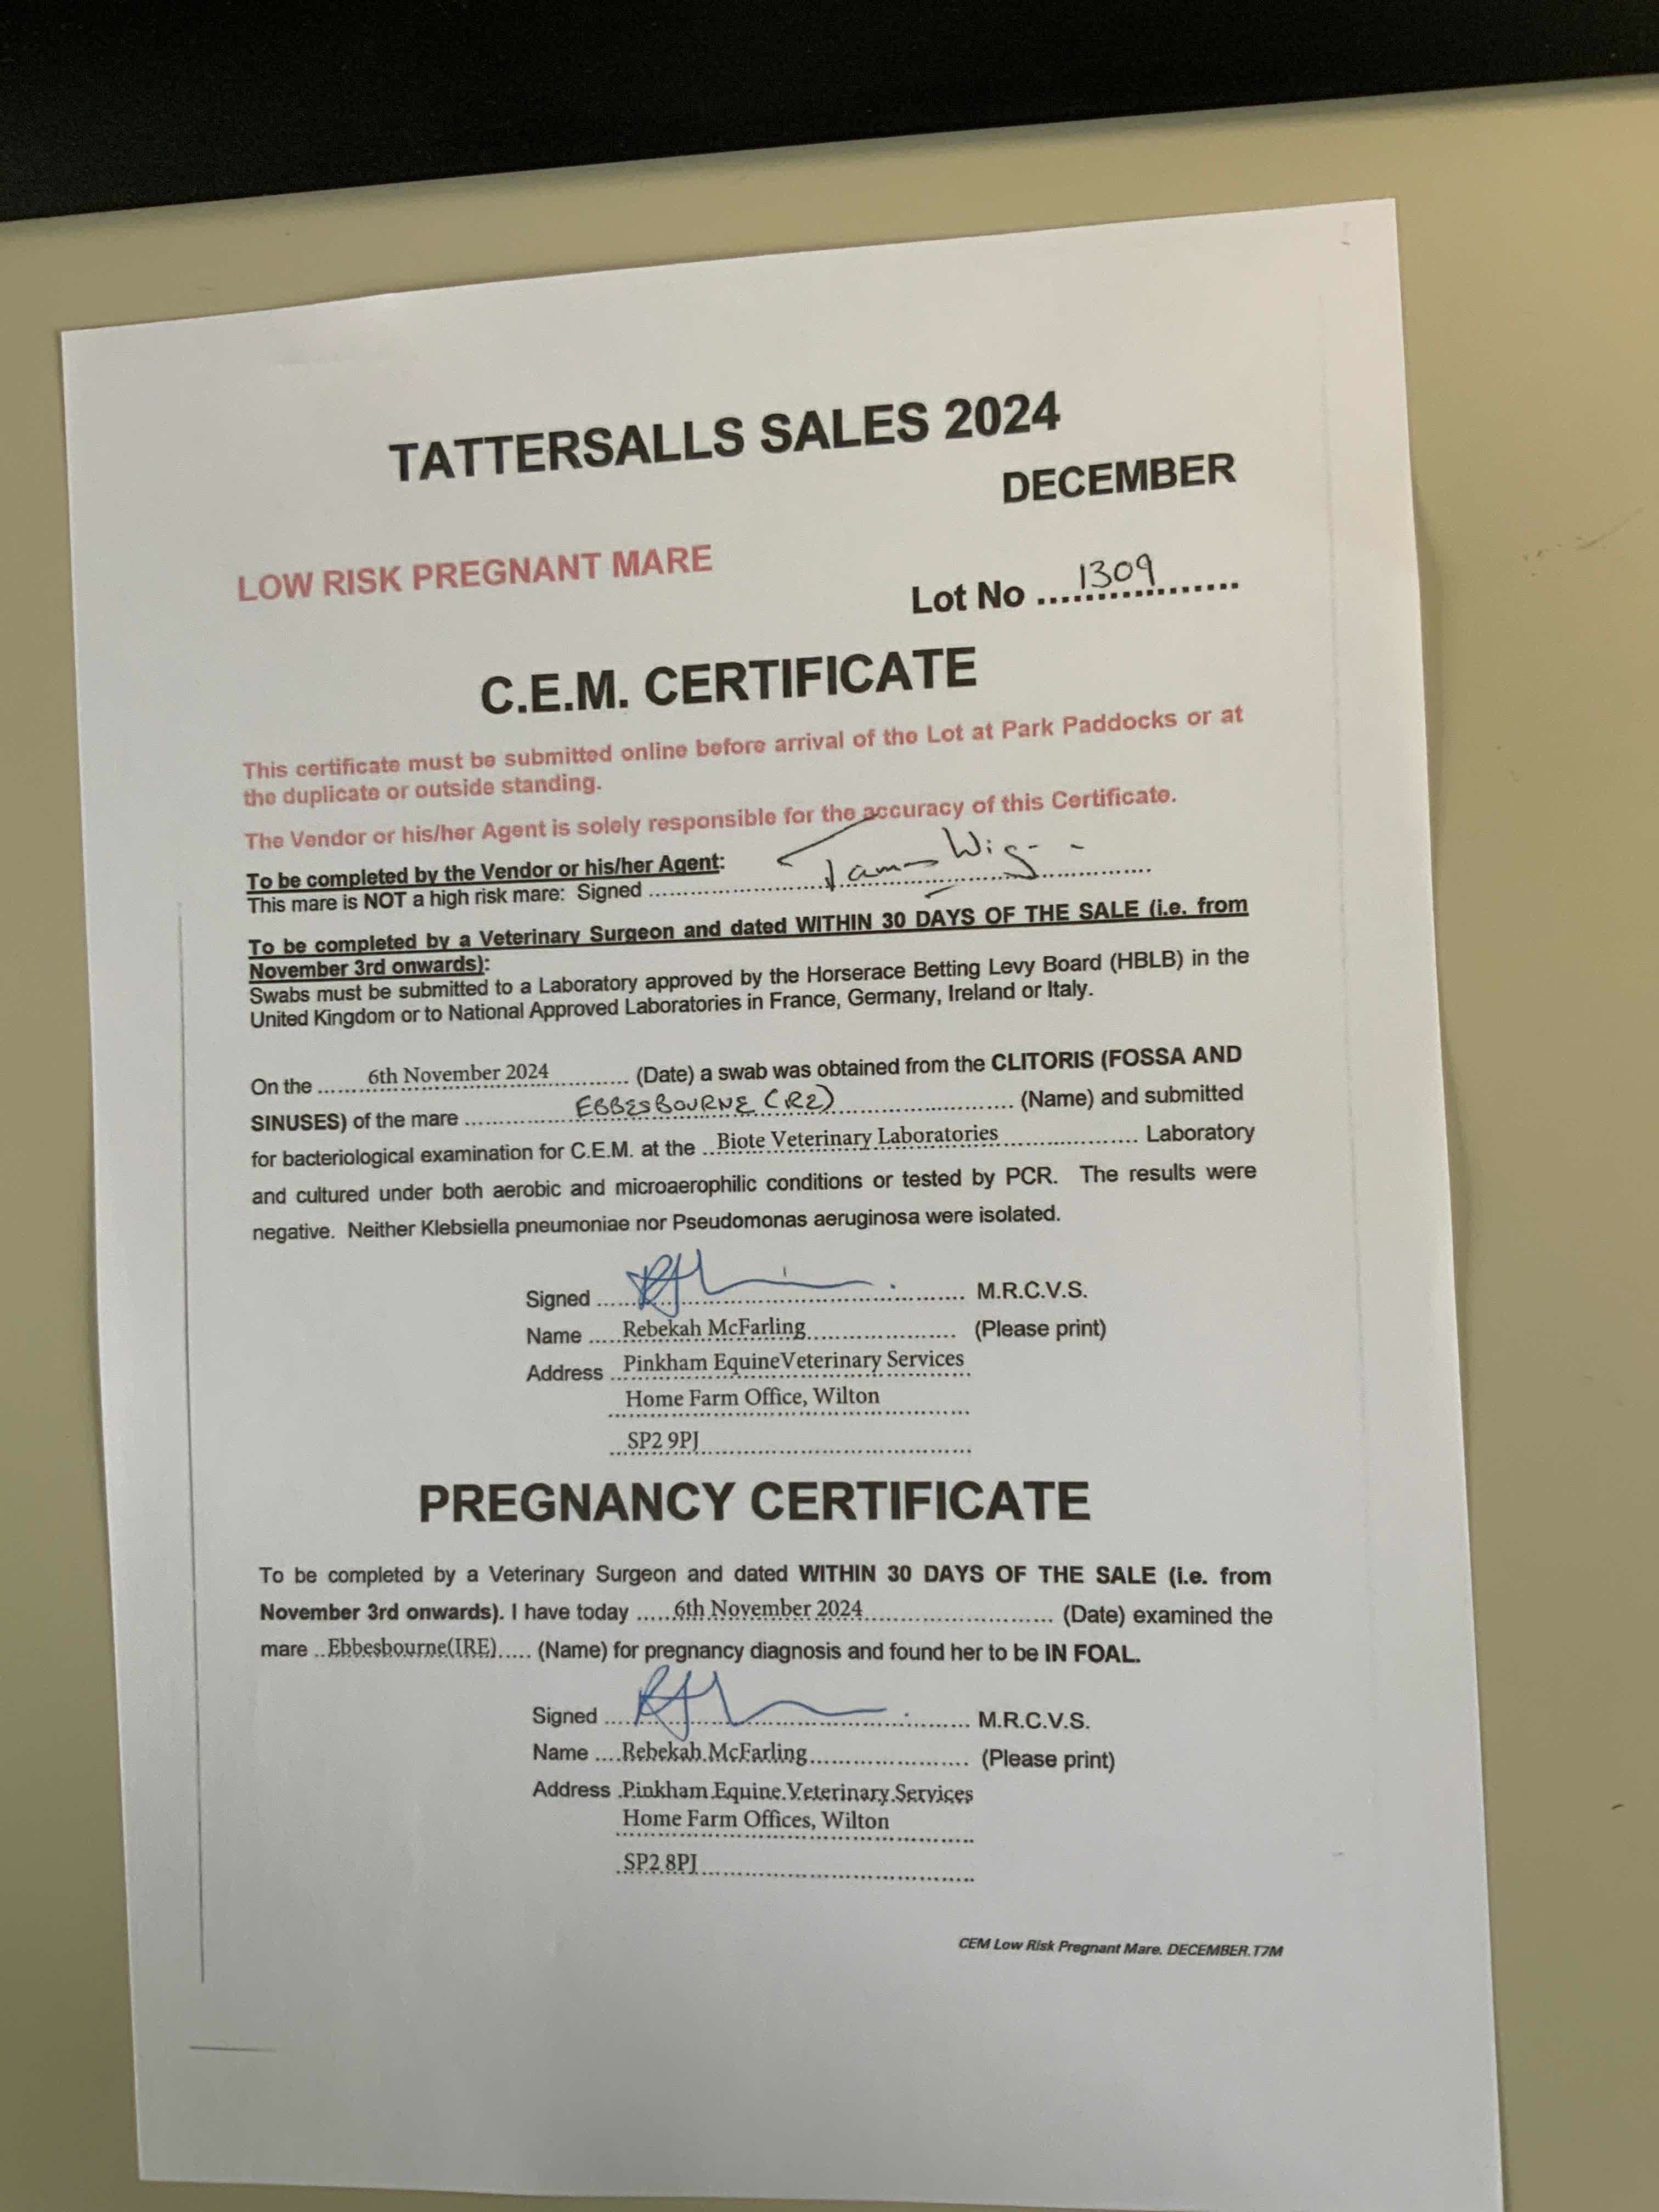 TATTERSALLS SALES 2024
DECEMBER
LOW RISK PREGNANT MARE
Lot No ....1309....
C.E.M. CERTIFICATE
This certificate must be submitted online before arrival of the Lot at Park Paddocks or at
the duplicate or outside standing.
The Vendor or his/her Agent is solely responsible for the accuracy of this Certificate.
To be completed by the Vendor or his/her Agent:
This mare is NOT a high risk mare: Signed ....................
To be completed by a Veterinary Surgeon and dated WITHIN 30 DAYS OF THE SALE (i.e. from
November 3rd onwards):
Swabs must be submitted to a Laboratory approved by the Horserace Betting Levy Board (HBLB) in the
United Kingdom or to National Approved Laboratories in France, Germany, Ireland or Italy.
On the ........6th November 2024............ (Date) a swab was obtained from the CLITORIS (FOSSA AND
SINUSES) of the mare ............EBBESBOURNE............ (Name) and submitted
for bacteriological examination for C.E.M. at the ..Biote Veterinary Laboratories............ Laboratory
and cultured under both aerobic and microaerophilic conditions or tested by PCR. The results were
negative. Neither Klebsiella pneumoniae nor Pseudomonas aeruginosa were isolated.
Signed .................... M.R.C.V.S.
Name .....Rebekah McFarling.................... (Please print)
Address ..Pinkham EquineVeterinary Services
Home Farm Office, Wilton
SP2 9PJ
PREGNANCY CERTIFICATE
To be completed by a Veterinary Surgeon and dated WITHIN 30 DAYS OF THE SALE (i.e. from
November 3rd onwards). I have today .....6th November 2024.................... (Date) examined the
mare ..Ebbesbourne(IRE)..... (Name) for pregnancy diagnosis and found her to be IN FOAL.
Signed .................... M.R.C.V.S.
Name ....Rebekah McFarling.................... (Please print)
Address .Pinkham Equine Veterinary Services
Home Farm Offices, Wilton
SP2 8PJ
CEM Low Risk Pregnant Mare. DECEMBER.T7M